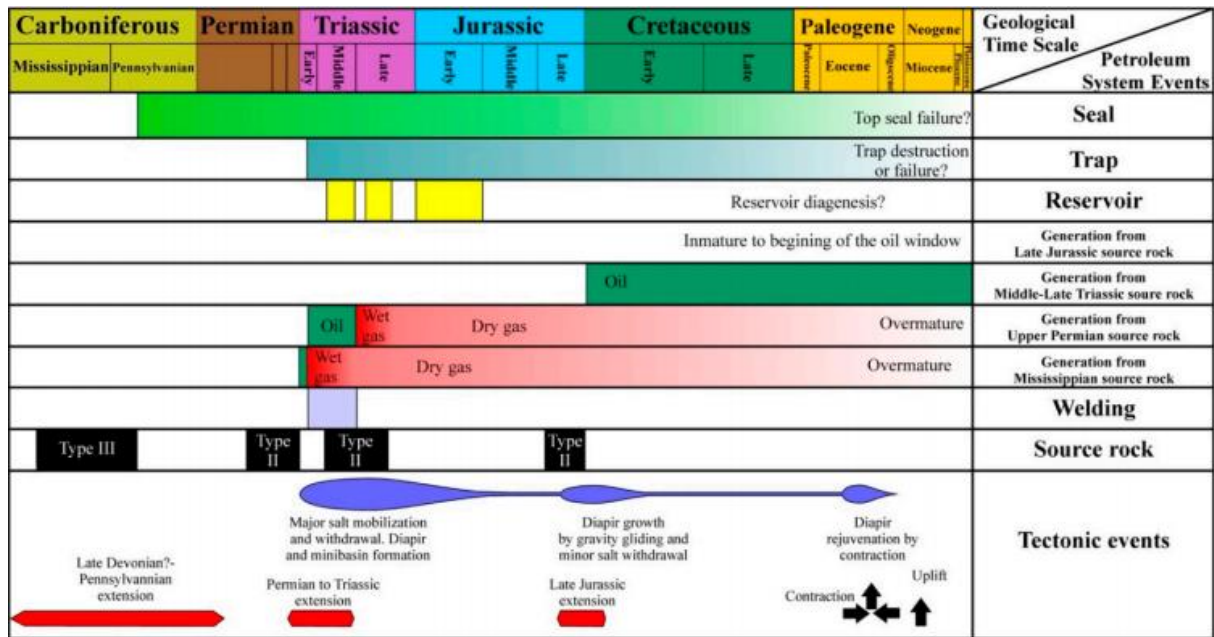 Carboniferous Permian Triassic Jurassic Cretaceous Paleogene Neogene
Geological
Time Scale
Mississippian Pennsylvanian Early Middle Late Early Middle Late Early Late Paleocene Eocene Oligocene Miocene
Petroleum
System Events
Top seal failure? Seal
Trap destruction
or failure?
Trap
Reservoir diagenesis? Reservoir
Inmature to begining of the oil window
Generation from
Late Jurassic source rock
Oil
Generation from
Middle-Late Triassic soure rock
Oil Wet
gas
Dry gas Overmature
Generation from
Upper Permian source rock
Wet
gas
Dry gas Overmature
Generation from
Mississippian source rock
Welding
Type III Type
II
Type
II
Type
II
Source rock
Major salt mobilization
and withdrawal. Diapir
and minibasin formation
Diapir growth
by gravity gliding and
minor salt withdrawal
Diapir
rejuvenation by
contraction
Tectonic events
Late Devonian?-
Pennsylvannian
extension
Permian to Triassic
extension
Late Jurassic
extension
Contraction
Uplift